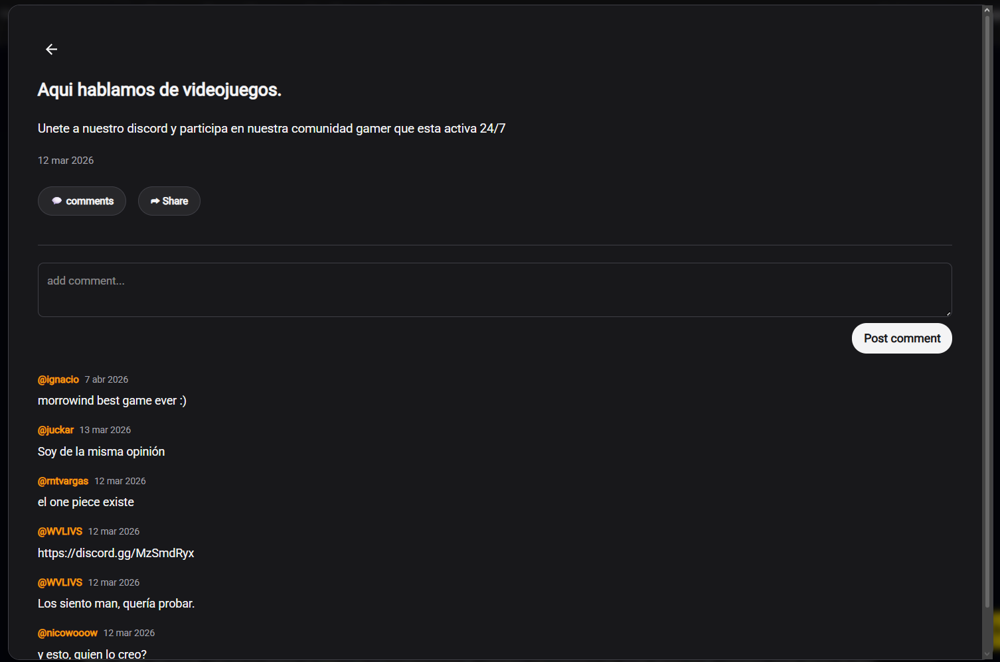 Aqui hablamos de videojuegos.
Unete a nuestro discord y participa en nuestra comunidad gamer que esta activa 24/7
12 mar 2026
comments
Share
add comment...
Post comment
@ignacio 7 abr 2026
morrowind best game ever :)
@juckar 13 mar 2026
Soy de la misma opinión
@rntvargas 12 mar 2026
el one piece existe
@WVLIVS 12 mar 2026
https://discord.gg/MzSmdRyx
@WVLIVS 12 mar 2026
Los siento man, quería probar.
@nicowooow 12 mar 2026
y esto, quien lo creo?